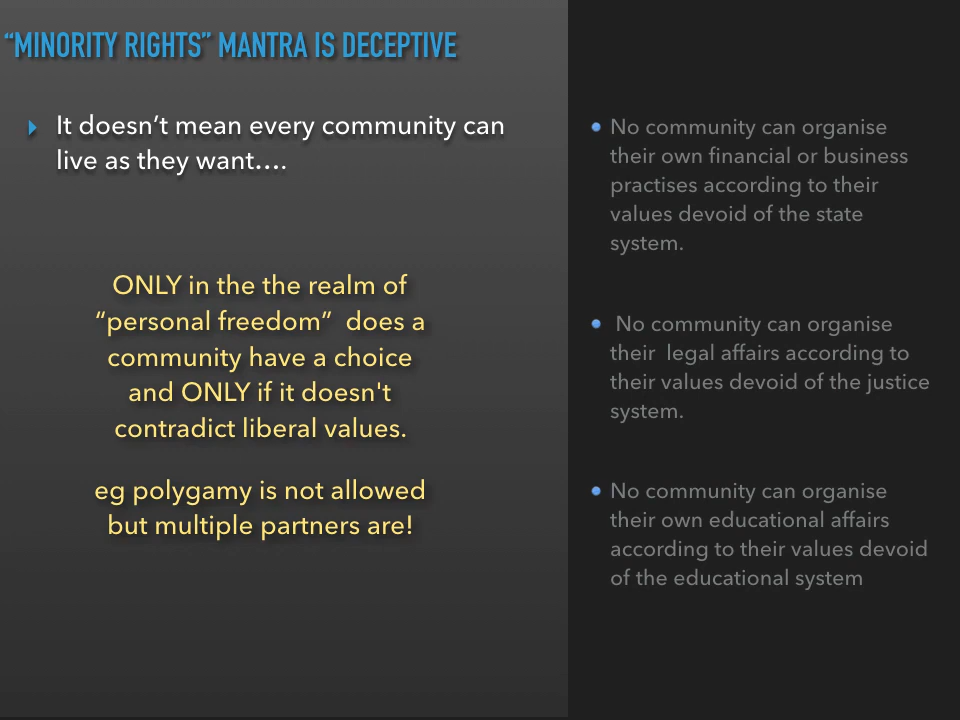 “MINORITY RIGHTS” MANTRA IS DECEPTIVE
It doesn’t mean every community can
live as they want….
ONLY in the the realm of
“personal freedom”  does a
community have a choice
and ONLY if it doesn't
contradict liberal values.
eg polygamy is not allowed
but multiple partners are!
No community can organise
their own financial or business
practises according to their
values devoid of the state
system.
No community can organise
their  legal affairs according to
their values devoid of the justice
system.
No community can organise
their own educational affairs
according to their values devoid
of the educational system